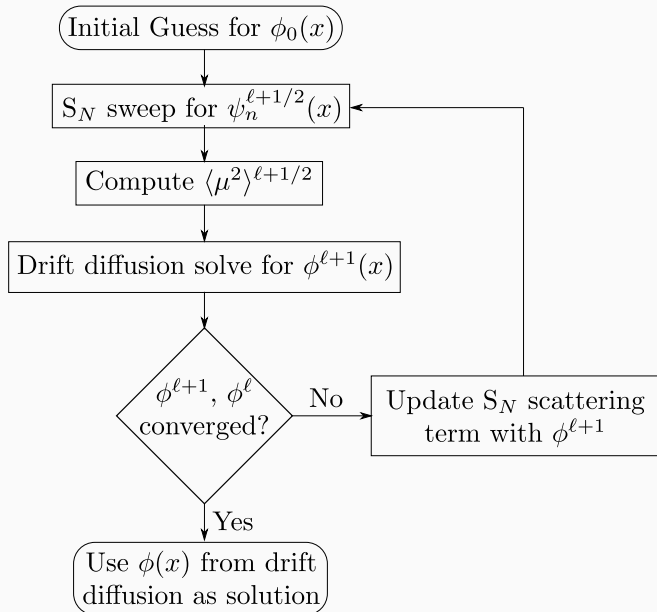 Initial Guess for ϕ₀(x)
S_N sweep for ψ_n^{ℓ+1/2}(x)
Compute ⟨μ²⟩^{ℓ+1/2}
Drift diffusion solve for ϕ^{ℓ+1}(x)
ϕ^{ℓ+1}, ϕ^ℓ
converged?
No
Update S_N scattering
term with ϕ^{ℓ+1}
Yes
Use ϕ(x) from drift
diffusion as solution